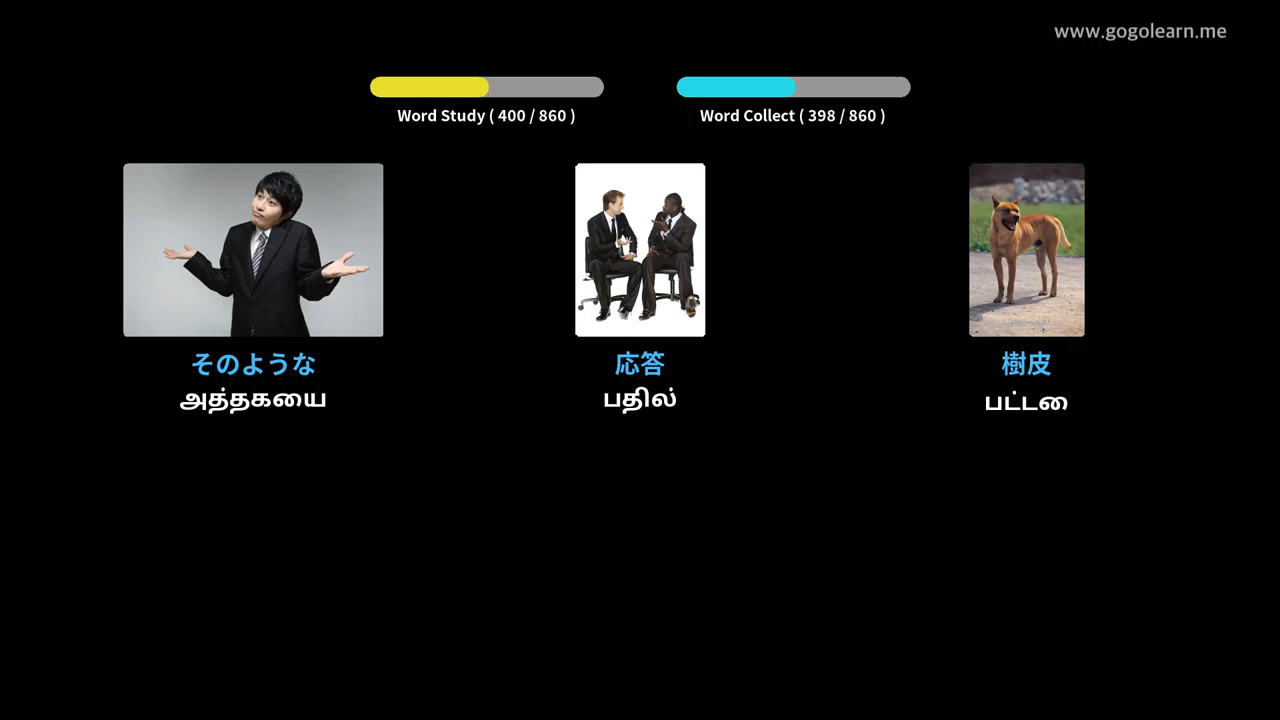 www.gogolearn.me
Word Study ( 400 / 860 )
Word Collect ( 398 / 860 )
そのような
அத்தகயை
応答
பதில்
樹皮
பட்டை